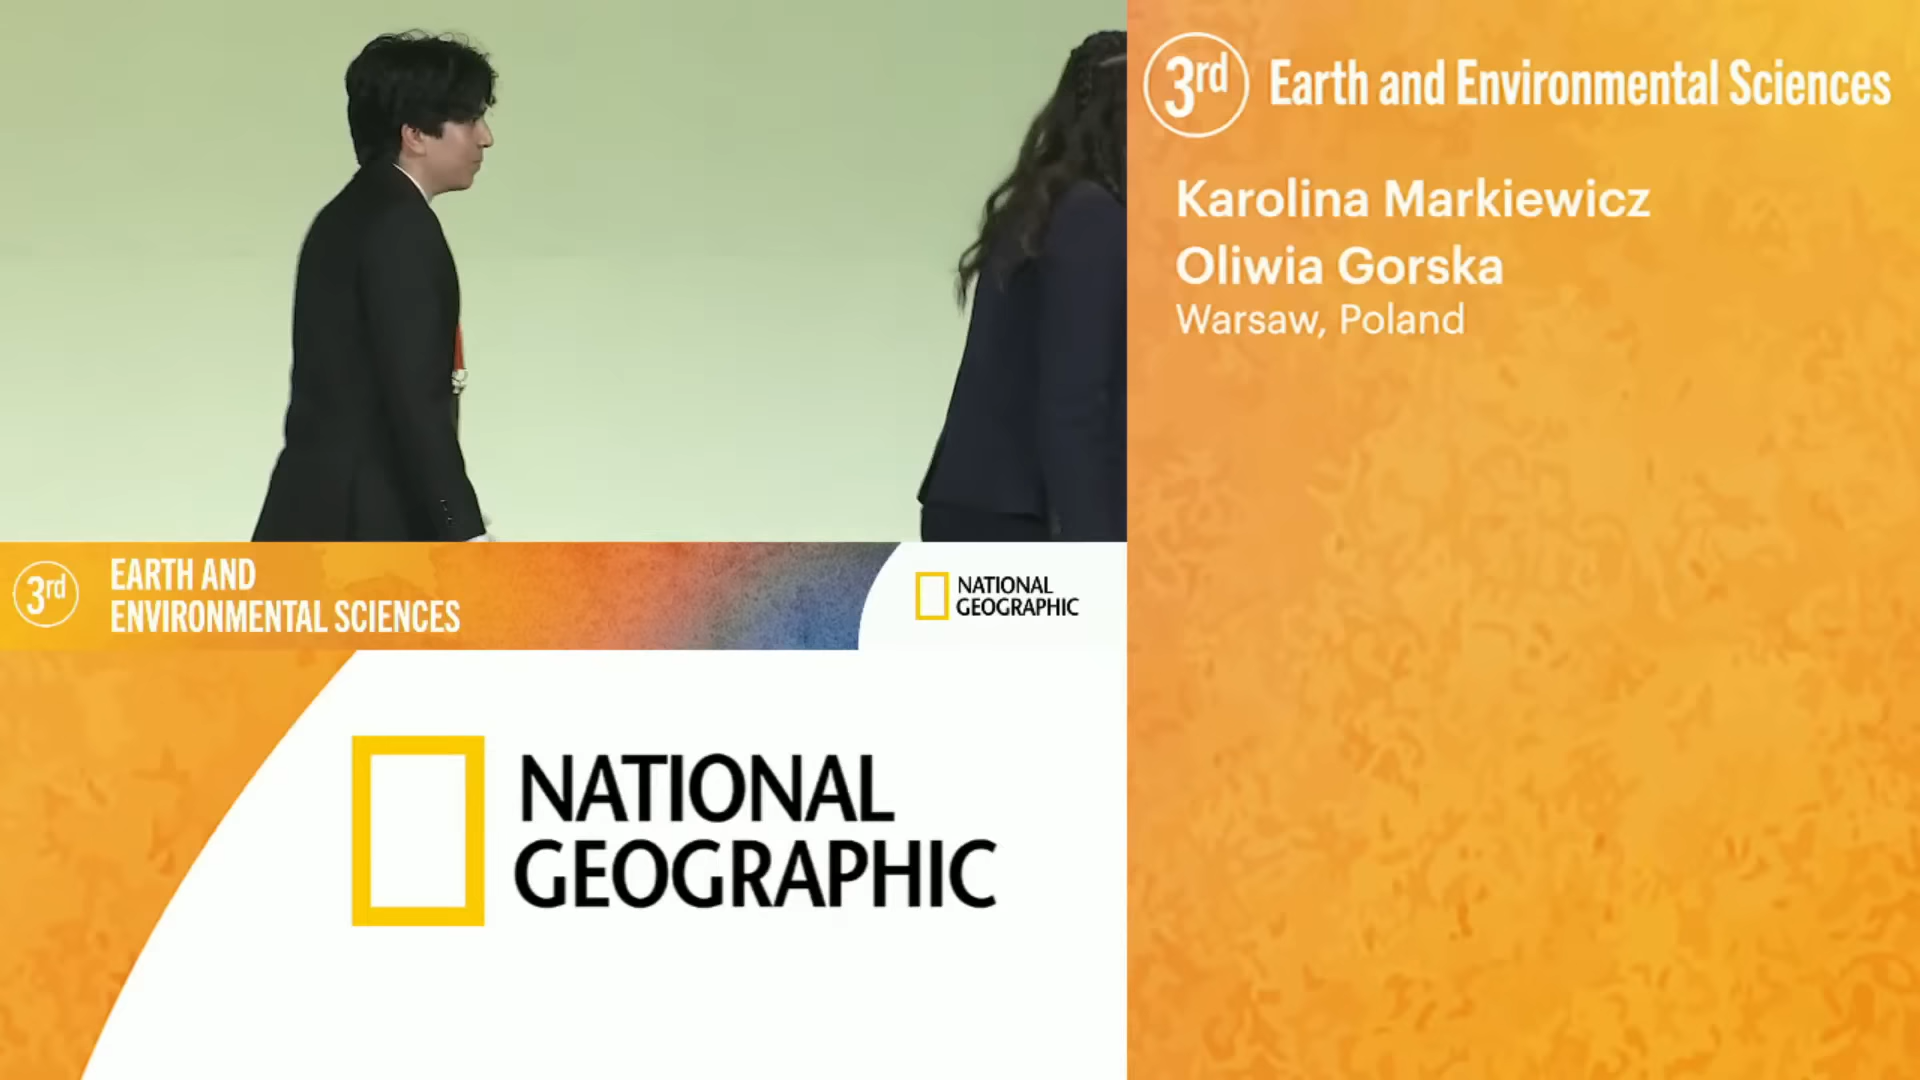 3rd Earth and Environmental Sciences
Karolina Markiewicz
Oliwia Gorska
Warsaw, Poland
3rd
EARTH AND
ENVIRONMENTAL SCIENCES
NATIONAL
GEOGRAPHIC
NATIONAL
GEOGRAPHIC